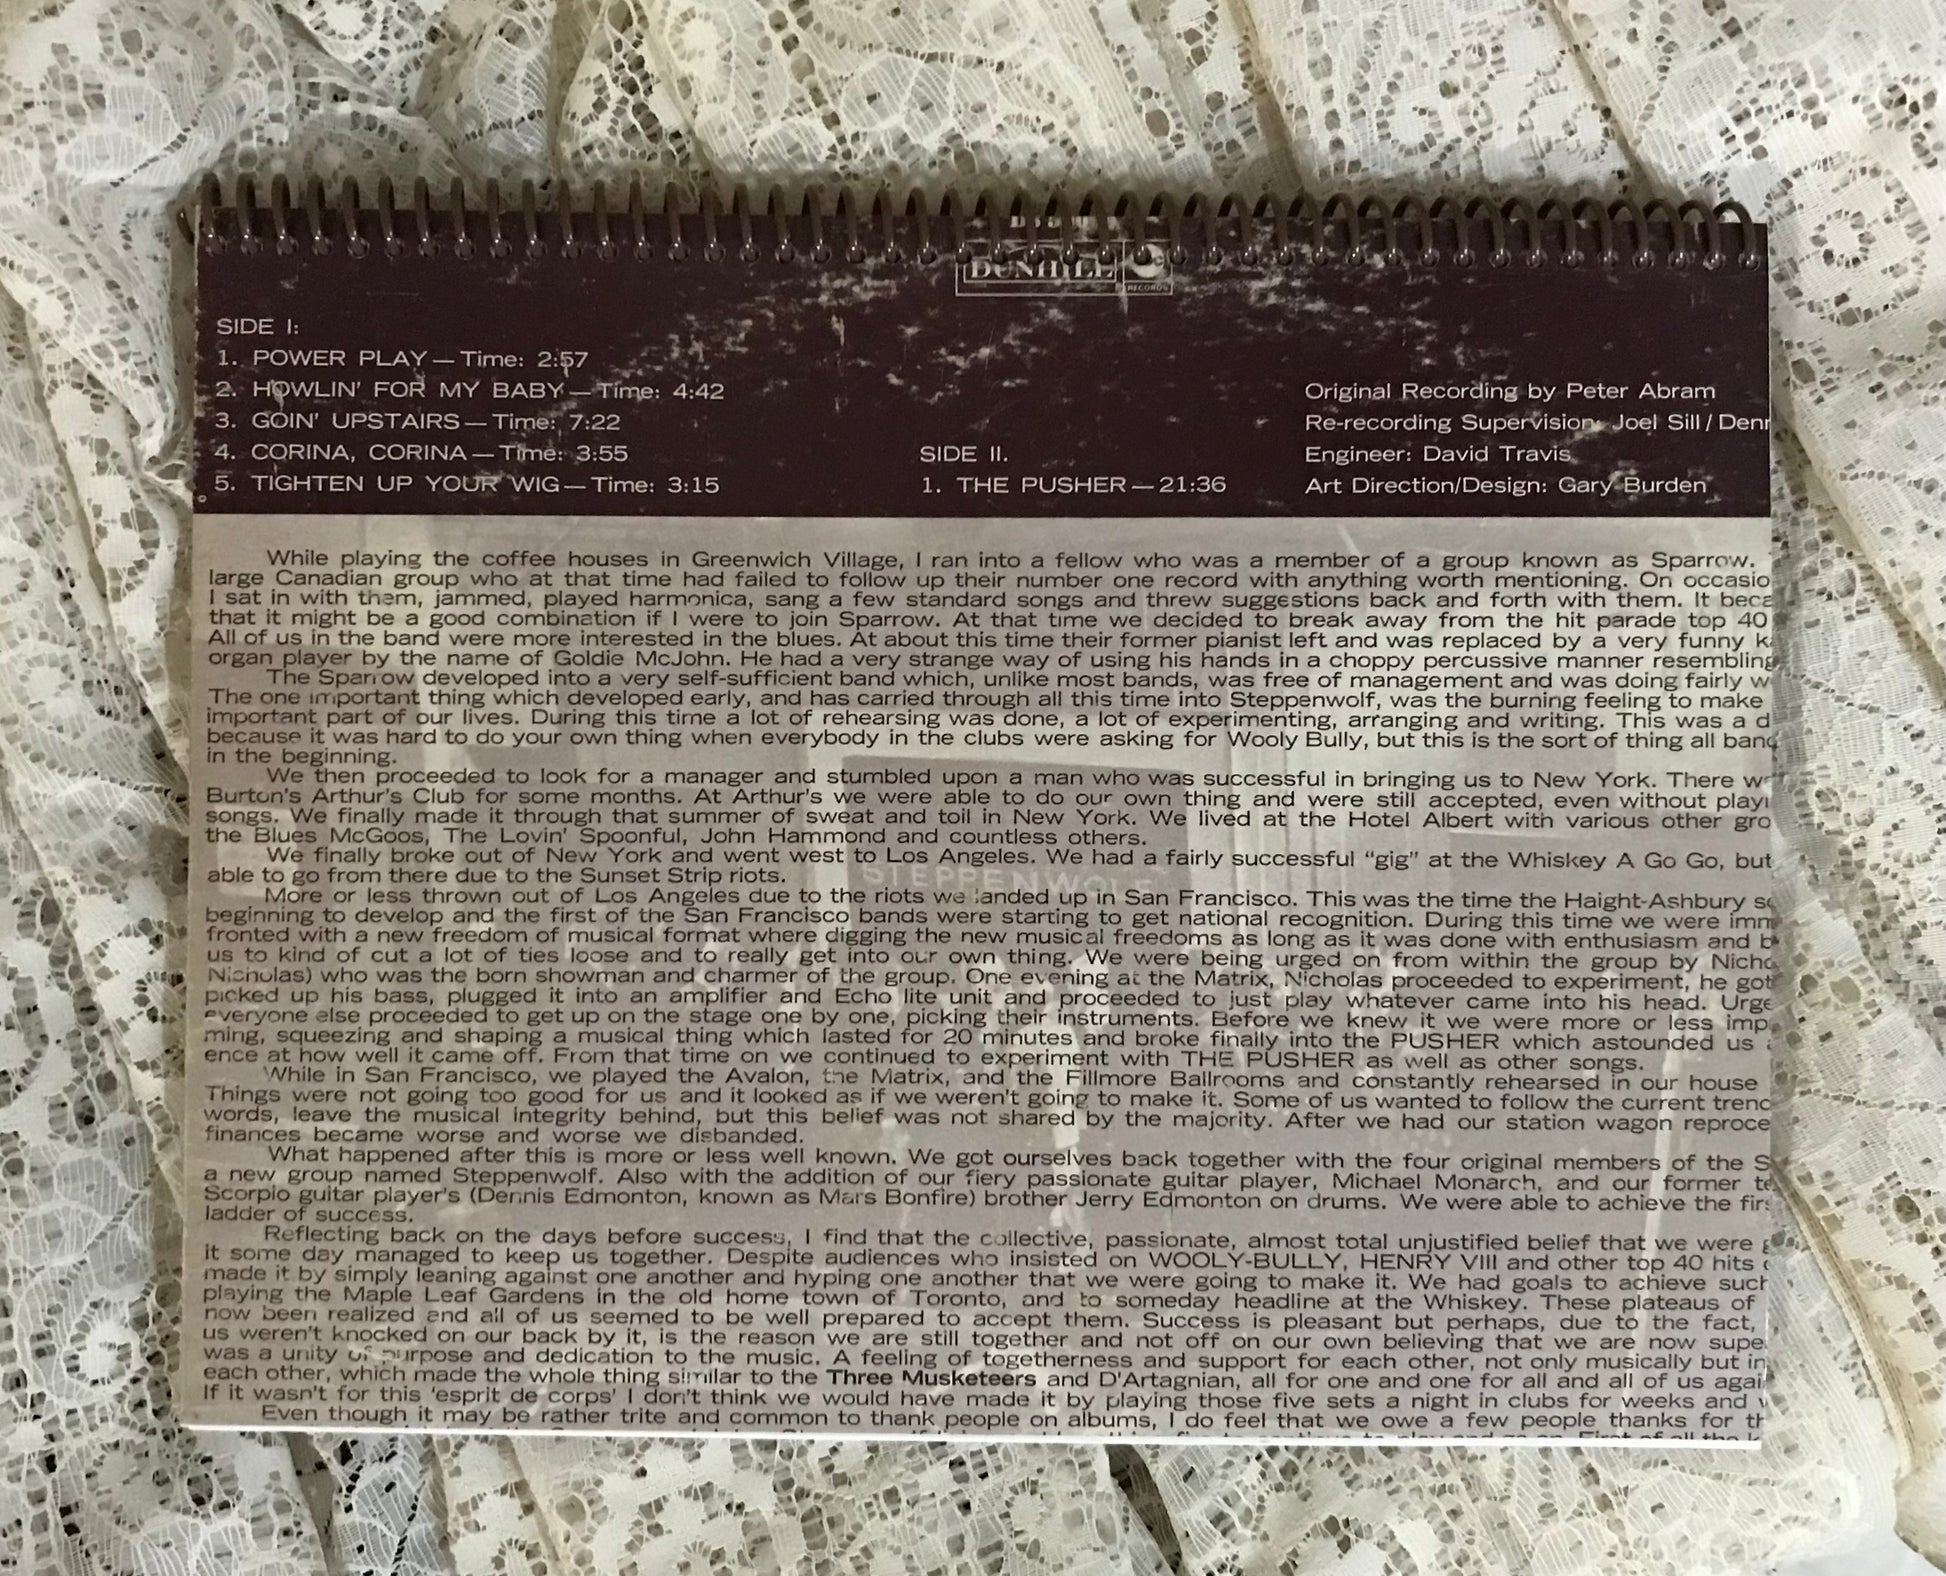 DUNHILL
RECORDS
SIDE I:
1. POWER PLAY — Time: 2:57
2. HOWLIN' FOR MY BABY — Time: 4:42
3. GOIN' UPSTAIRS — Time: 7:22
4. CORINA, CORINA — Time: 3:55
5. TIGHTEN UP YOUR WIG — Time: 3:15
SIDE II.
1. THE PUSHER — 21:36
Original Recording by Peter Abram
Re-recording Supervision: Joel Sill / Denn
Engineer: David Travis
Art Direction/Design: Gary Burden
While playing the coffee houses in Greenwich Village, I ran into a fellow who was a member of a group known as Sparrow.
large Canadian group who at that time had failed to follow up their number one record with anything worth mentioning. On occasio
I sat in with them, jammed, played harmonica, sang a few standard songs and threw suggestions back and forth with them. It beca
that it might be a good combination if I were to join Sparrow. At that time we decided to break away from the hit parade top 40
All of us in the band were more interested in the blues. At about this time their former pianist left and was replaced by a very funny k
organ player by the name of Goldie McJohn. He had a very strange way of using his hands in a choppy percussive manner resembling
The Sparrow developed into a very self-sufficient band which, unlike most bands, was free of management and was doing fairly w
The one important thing which developed early, and has carried through all this time into Steppenwolf, was the burning feeling to make
important part of our lives. During this time a lot of rehearsing was done, a lot of experimenting, arranging and writing. This was a d
because it was hard to do your own thing when everybody in the clubs were asking for Wooly Bully, but this is the sort of thing all band
in the beginning.
We then proceeded to look for a manager and stumbled upon a man who was successful in bringing us to New York. There w
Burton's Arthur's Club for some months. At Arthur's we were able to do our own thing and were still accepted, even without playi
songs. We finally made it through that summer of sweat and toil in New York. We lived at the Hotel Albert with various other gro
the Blues McGoos, The Lovin' Spoonful, John Hammond and countless others.
We finally broke out of New York and went west to Los Angeles. We had a fairly successful "gig" at the Whiskey A Go Go, but
able to go from there due to the Sunset Strip riots.
STEPPENWOLF
More or less thrown out of Los Angeles due to the riots we landed up in San Francisco. This was the time the Haight-Ashbury sc
beginning to develop and the first of the San Francisco bands were starting to get national recognition. During this time we were imm
fronted with a new freedom of musical format where digging the new musical freedoms as long as it was done with enthusiasm and b
us to kind of cut a lot of ties loose and to really get into our own thing. We were being urged on from within the group by Nicho
Nicholas) who was the born showman and charmer of the group. One evening at the Matrix, Nicholas proceeded to experiment, he got
picked up his bass, plugged it into an amplifier and Echo lite unit and proceeded to just play whatever came into his head. Urge
everyone else proceeded to get up on the stage one by one, picking their instruments. Before we knew it we were more or less imp
ming, squeezing and shaping a musical thing which lasted for 20 minutes and broke finally into the PUSHER which astounded us
ence at how well it came off. From that time on we continued to experiment with THE PUSHER as well as other songs.
While in San Francisco, we played the Avalon, the Matrix, and the Fillmore Ballrooms and constantly rehearsed in our house
Things were not going too good for us and it looked as if we weren't going to make it. Some of us wanted to follow the current trend
words, leave the musical integrity behind, but this belief was not shared by the majority. After we had our station wagon reproce
finances became worse and worse we disbanded.
What happened after this is more or less well known. We got ourselves back together with the four original members of the S
a new group named Steppenwolf. Also with the addition of our fiery passionate guitar player, Michael Monarch, and our former te
Scorpio guitar player's (Dennis Edmonton, known as Mars Bonfire) brother Jerry Edmonton on drums. We were able to achieve the firs
ladder of success.
Reflecting back on the days before success, I find that the collective, passionate, almost total unjustified belief that we were g
it some day managed to keep us together. Despite audiences who insisted on WOOLY-BULLY, HENRY VIII and other top 40 hits
made it by simply leaning against one another and hyping one another that we were going to make it. We had goals to achieve such
playing the Maple Leaf Gardens in the old home town of Toronto, and to someday headline at the Whiskey. These plateaus of
now been realized and all of us seemed to be well prepared to accept them. Success is pleasant but perhaps, due to the fact,
us weren't knocked on our back by it, is the reason we are still together and not off on our own believing that we are now supe
was a unity of purpose and dedication to the music. A feeling of togetherness and support for each other, not only musically but in
each other, which made the whole thing similar to the Three Musketeers and D'Artagnian, all for one and one for all and all of us agai
If it wasn't for this 'esprit de corps' I don't think we would have made it by playing those five sets a night in clubs for weeks and
Even though it may be rather trite and common to thank people on albums, I do feel that we owe a few people thanks for th